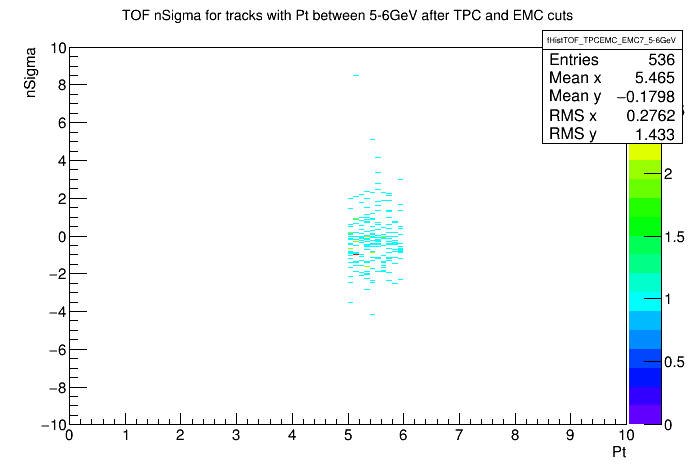 TOF nSigma for tracks with Pt between 5-6GeV after TPC and EMC cuts
fHistTOF_TPCEMC_EMC7_5-6GeV
Entries 536
Mean x 5.465
Mean y −0.1798
RMS x 0.2762
RMS y 1.433
nSigma
10
8
6
4
2
0
−2
−4
−6
−8
−10
0 1 2 3 4 5 6 7 8 9 10
Pt
2
1.5
1
0.5
0